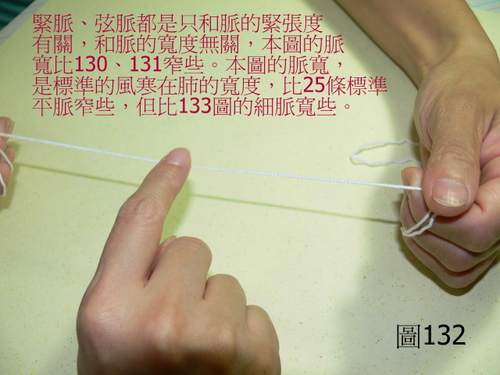 緊脈、弦脈都是只和脈的緊張度
有關，和脈的寬度無關，本圖的脈
寬比130、131窄些。本圖的脈寬，
是標準的風寒在肺的寬度，比25條標準
平脈窄些，但比133圖的細脈寬些。
圖132